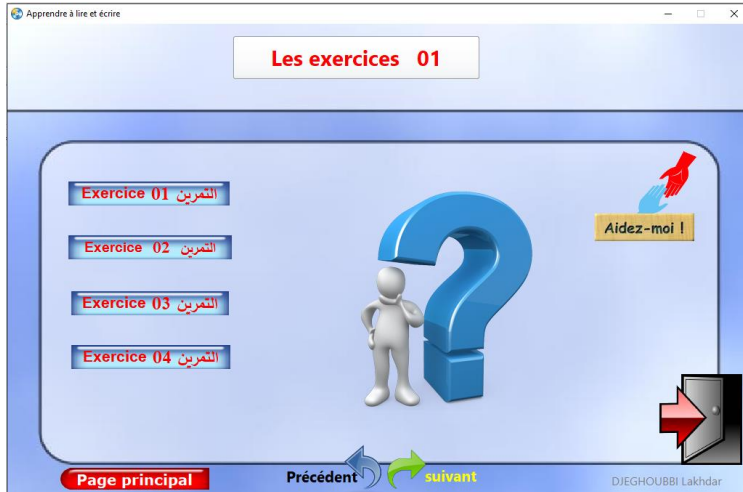 Apprendre à lire et écrire
Les exercices 01
Exercice 01 التمرين
Exercice 02 التمرين
Exercice 03 التمرين
Exercice 04 التمرين
Aidez-moi !
Page principal
Précédent
suivant
DJEGHOUBBI Lakhdar